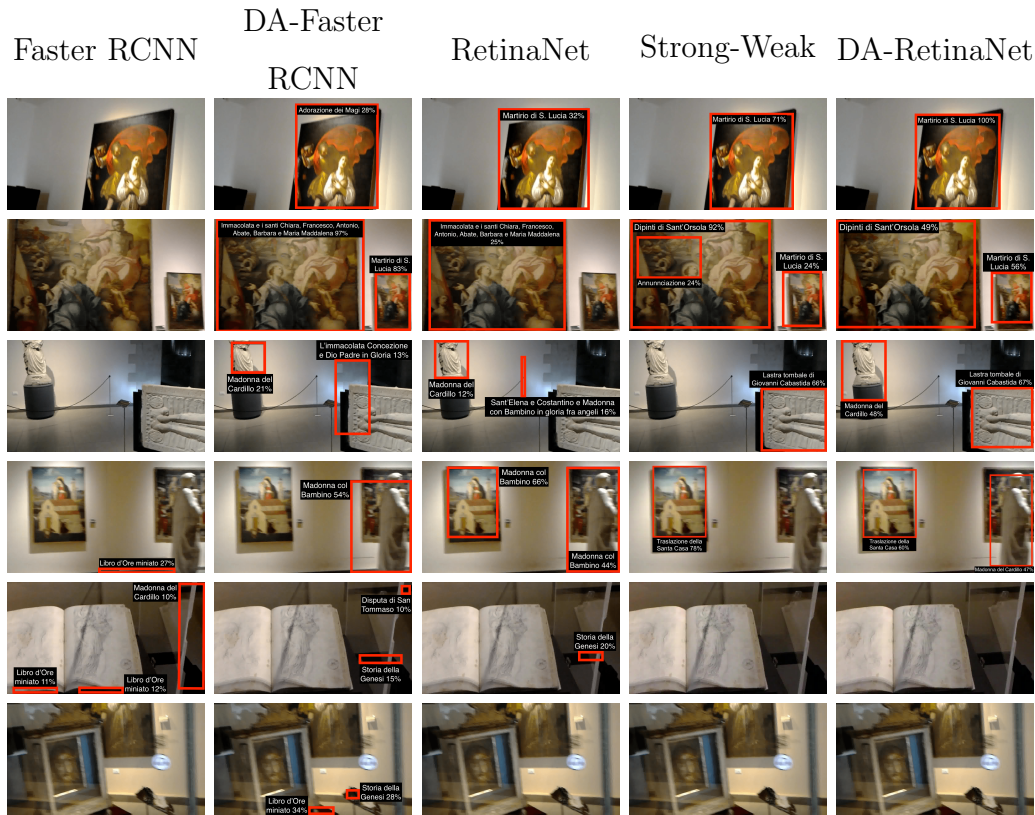 Faster RCNN
DA-Faster
RCNN
RetinaNet
Strong-Weak
DA-RetinaNet
Adorazione dei Magi 28%
Martirio di S. Lucia 32%
Martirio di S. Lucia 71%
Martirio di S. Lucia 100%
Immacolata e i santi Chiara, Francesco, Antonio,
Abate, Barbara e Maria Maddalena 97%
Martirio di S.
Lucia 83%
Immacolata e i santi Chiara, Francesco,
Antonio, Abate, Barbara e Maria Maddalena
25%
Dipinti di Sant'Orsola 92%
Annunnciazione 24%
Martirio di S.
Lucia 24%
Dipinti di Sant'Orsola 49%
Martirio di S.
Lucia 56%
Madonna del
Cardillo 21%
L'immacolata Concezione
e Dio Padre in Gloria 13%
Madonna del
Cardillo 12%
Sant'Elena e Costantino e Madonna
con Bambino in gloria fra angeli 16%
Lastra tombale di
Giovanni Cabastida 66%
Madonna del
Cardillo 48%
Lastra tombale di
Giovanni Cabastida 67%
Libro d'Ore miniato 27%
Madonna col
Bambino 54%
Madonna col
Bambino 66%
Madonna col
Bambino 44%
Traslazione della
Santa Casa 78%
Traslazione della
Santa Casa 60%
Madonna del Cardillo 47%
Madonna del
Cardillo 10%
Libro d'Ore
miniato 11%
Libro d'Ore
miniato 12%
Disputa di San
Tommaso 10%
Storia della
Genesi 15%
Storia della
Genesi 20%
Libro d'Ore
miniato 34%
Storia della
Genesi 28%